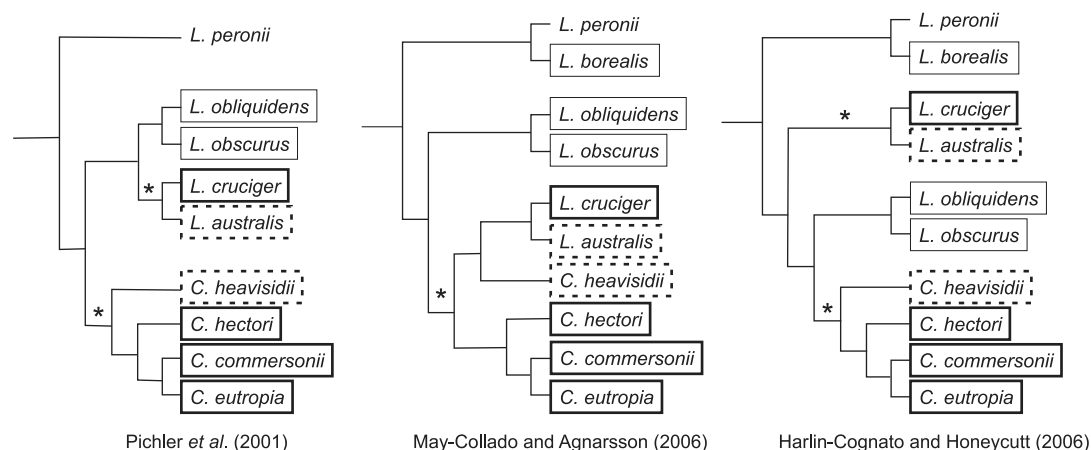 L. peronii
L. obliquidens
L. obscurus
*
L. cruciger
L. australis
C. heavisidii
*
C. hectori
C. commersonii
C. eutropia
Pichler et al. (2001)
L. peronii
L. borealis
L. obliquidens
L. obscurus
L. cruciger
L. australis
C. heavisidii
*
C. hectori
C. commersonii
C. eutropia
May-Collado and Agnarsson (2006)
L. peronii
L. borealis
*
L. cruciger
L. australis
L. obliquidens
L. obscurus
C. heavisidii
*
C. hectori
C. commersonii
C. eutropia
Harlin-Cognato and Honeycutt (2006)